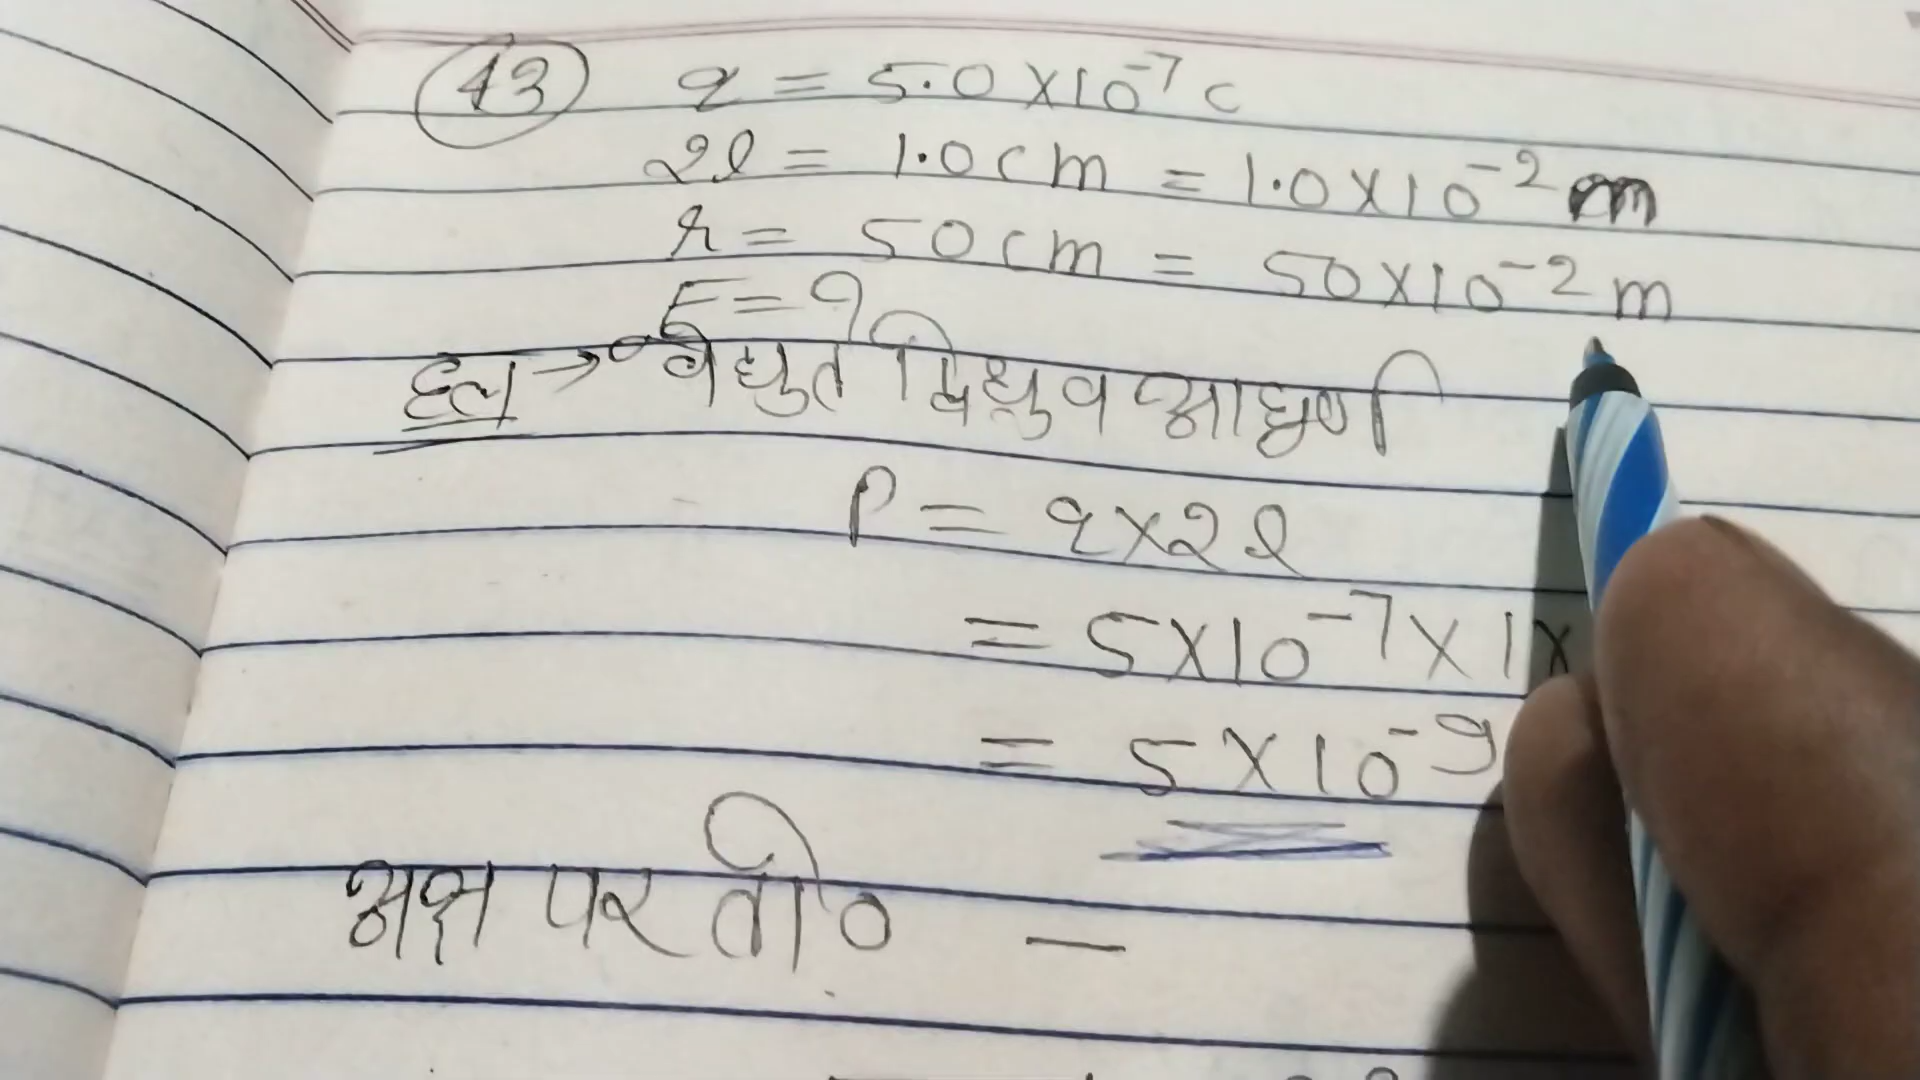 13 q = 5.0 X 10⁻⁷ c
2l = 1.0 cm = 1.0 X 10⁻² m
r = 50 cm = 50 X 10⁻² m
E = ?
हल → वैधुत द्विध्रुव आघूर्ण
P = q X 2l
= 5 X 10⁻⁷ X 1 X
= 5 X 10⁻⁹
अक्ष पर ती० —